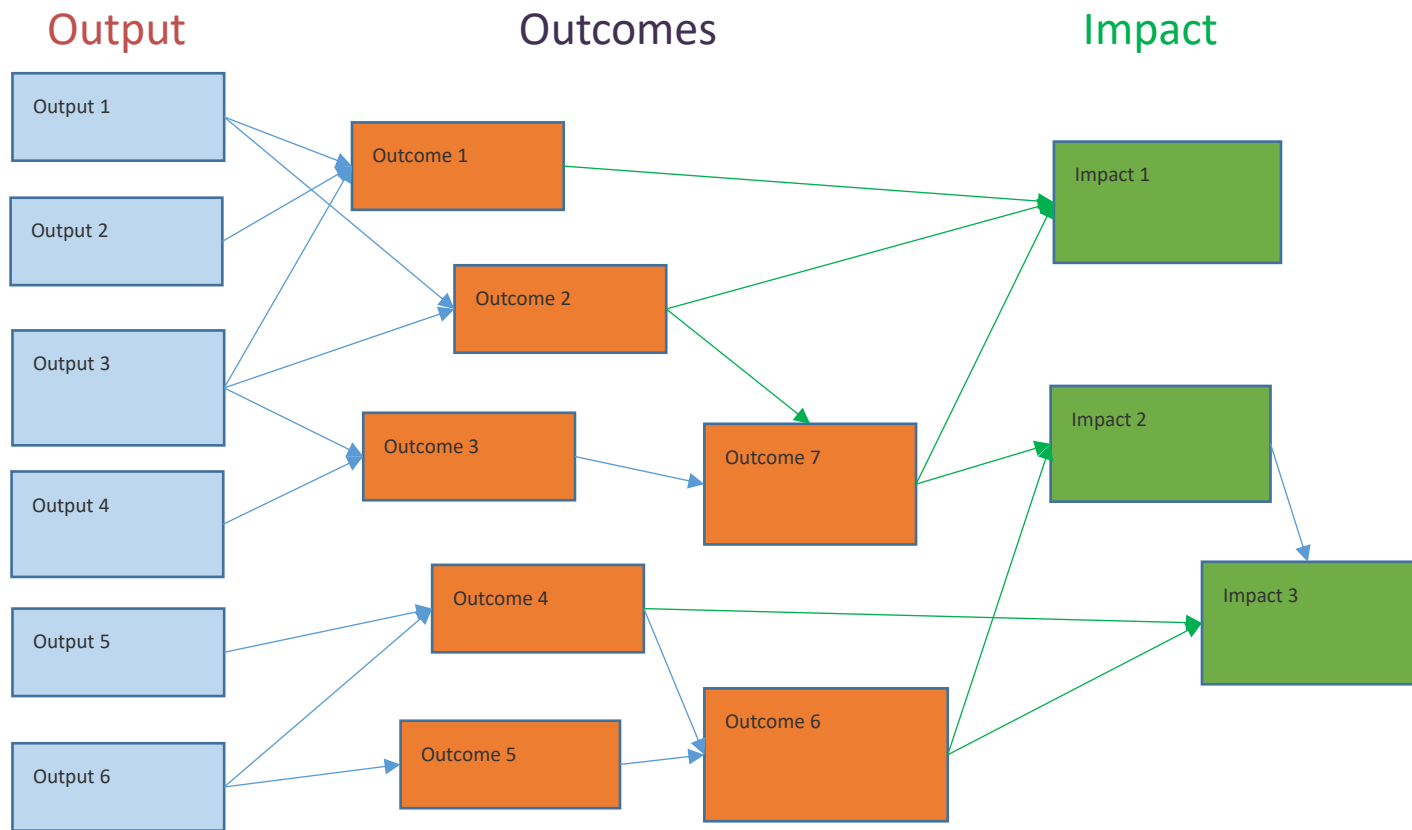 Output
Outcomes
Impact
Output 1
Output 2
Output 3
Output 4
Output 5
Output 6
Outcome 1
Outcome 2
Outcome 3
Outcome 7
Outcome 4
Outcome 5
Outcome 6
Impact 1
Impact 2
Impact 3